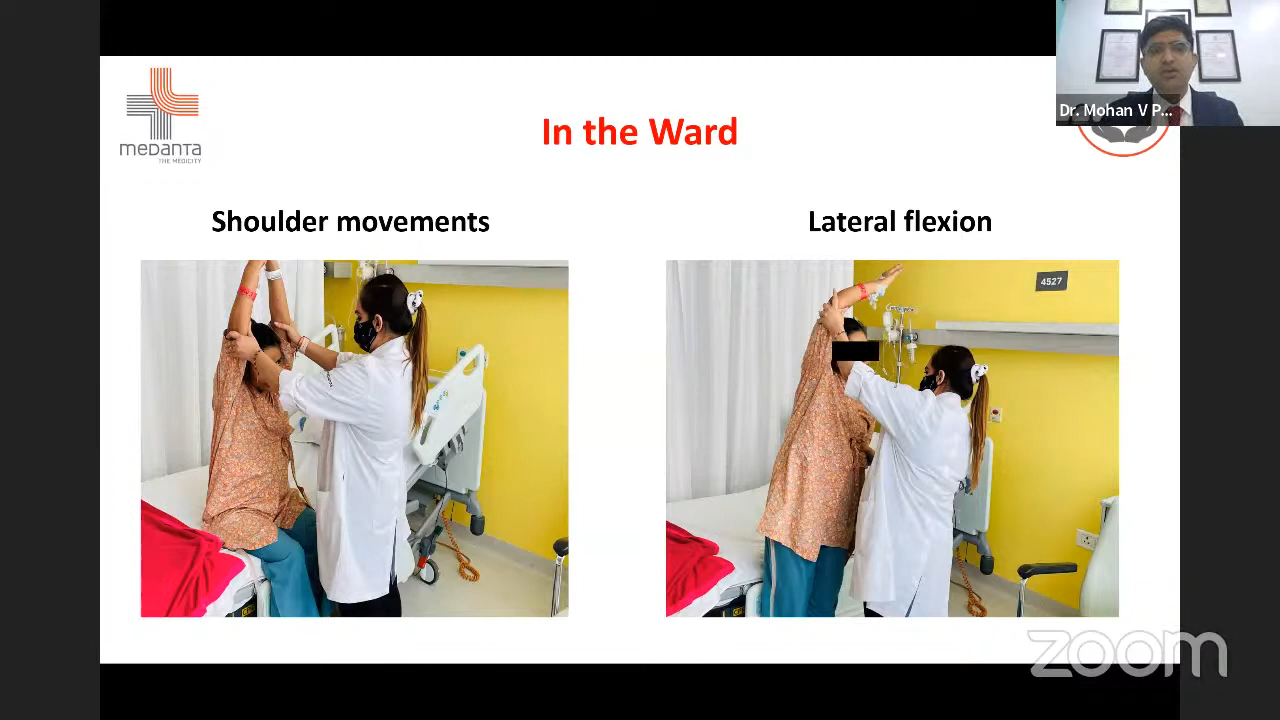 Dr. Mohan V P...
meDanta
THE MEDICITY
In the Ward
Shoulder movements
Lateral flexion
4527
zoom